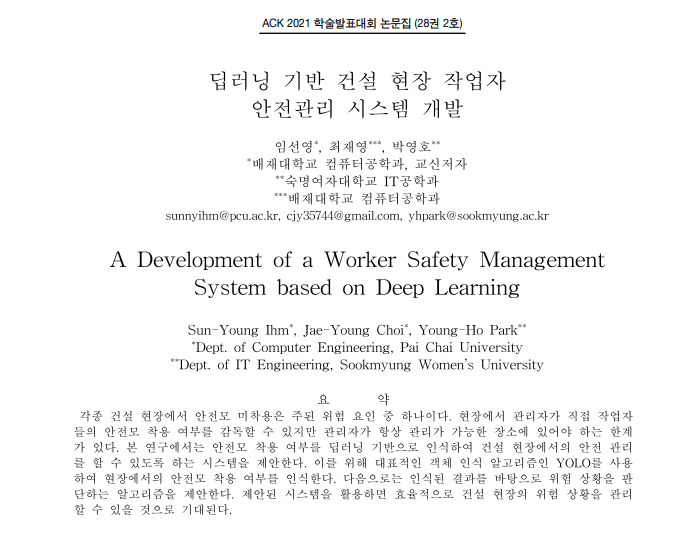 ACK 2021 학술발표대회 논문집 (28권 2호)
딥러닝 기반 건설 현장 작업자
안전관리 시스템 개발
임선영*, 최재영***, 박영호**
*배재대학교 컴퓨터공학과, 교신저자
**숙명여자대학교 IT공학과
***배재대학교 컴퓨터공학과
sunnyihm@pcu.ac.kr, cjy35744@gmail.com, yhpark@sookmyung.ac.kr
A Development of a Worker Safety Management
System based on Deep Learning
Sun-Young Ihm*, Jae-Young Choi*, Young-Ho Park**
*Dept. of Computer Engineering, Pai Chai University
**Dept. of IT Engineering, Sookmyung Women's University
요 약
각종 건설 현장에서 안전모 미착용은 주된 위험 요인 중 하나이다. 현장에서 관리자가 직접 작업자
들의 안전모 착용 여부를 감독할 수 있지만 관리자가 항상 관리가 가능한 장소에 있어야 하는 한계
가 있다. 본 연구에서는 안전모 착용 여부를 딥러닝 기반으로 인식하여 건설 현장에서의 안전 관리
를 할 수 있도록 하는 시스템을 제안한다. 이를 위해 대표적인 객체 인식 알고리즘인 YOLO를 사용
하여 현장에서의 안전모 착용 여부를 인식한다. 다음으로는 인식된 결과를 바탕으로 위험 상황을 판
단하는 알고리즘을 제안한다. 제안된 시스템을 활용하면 효율적으로 건설 현장의 위험 상황을 관리
할 수 있을 것으로 기대된다.